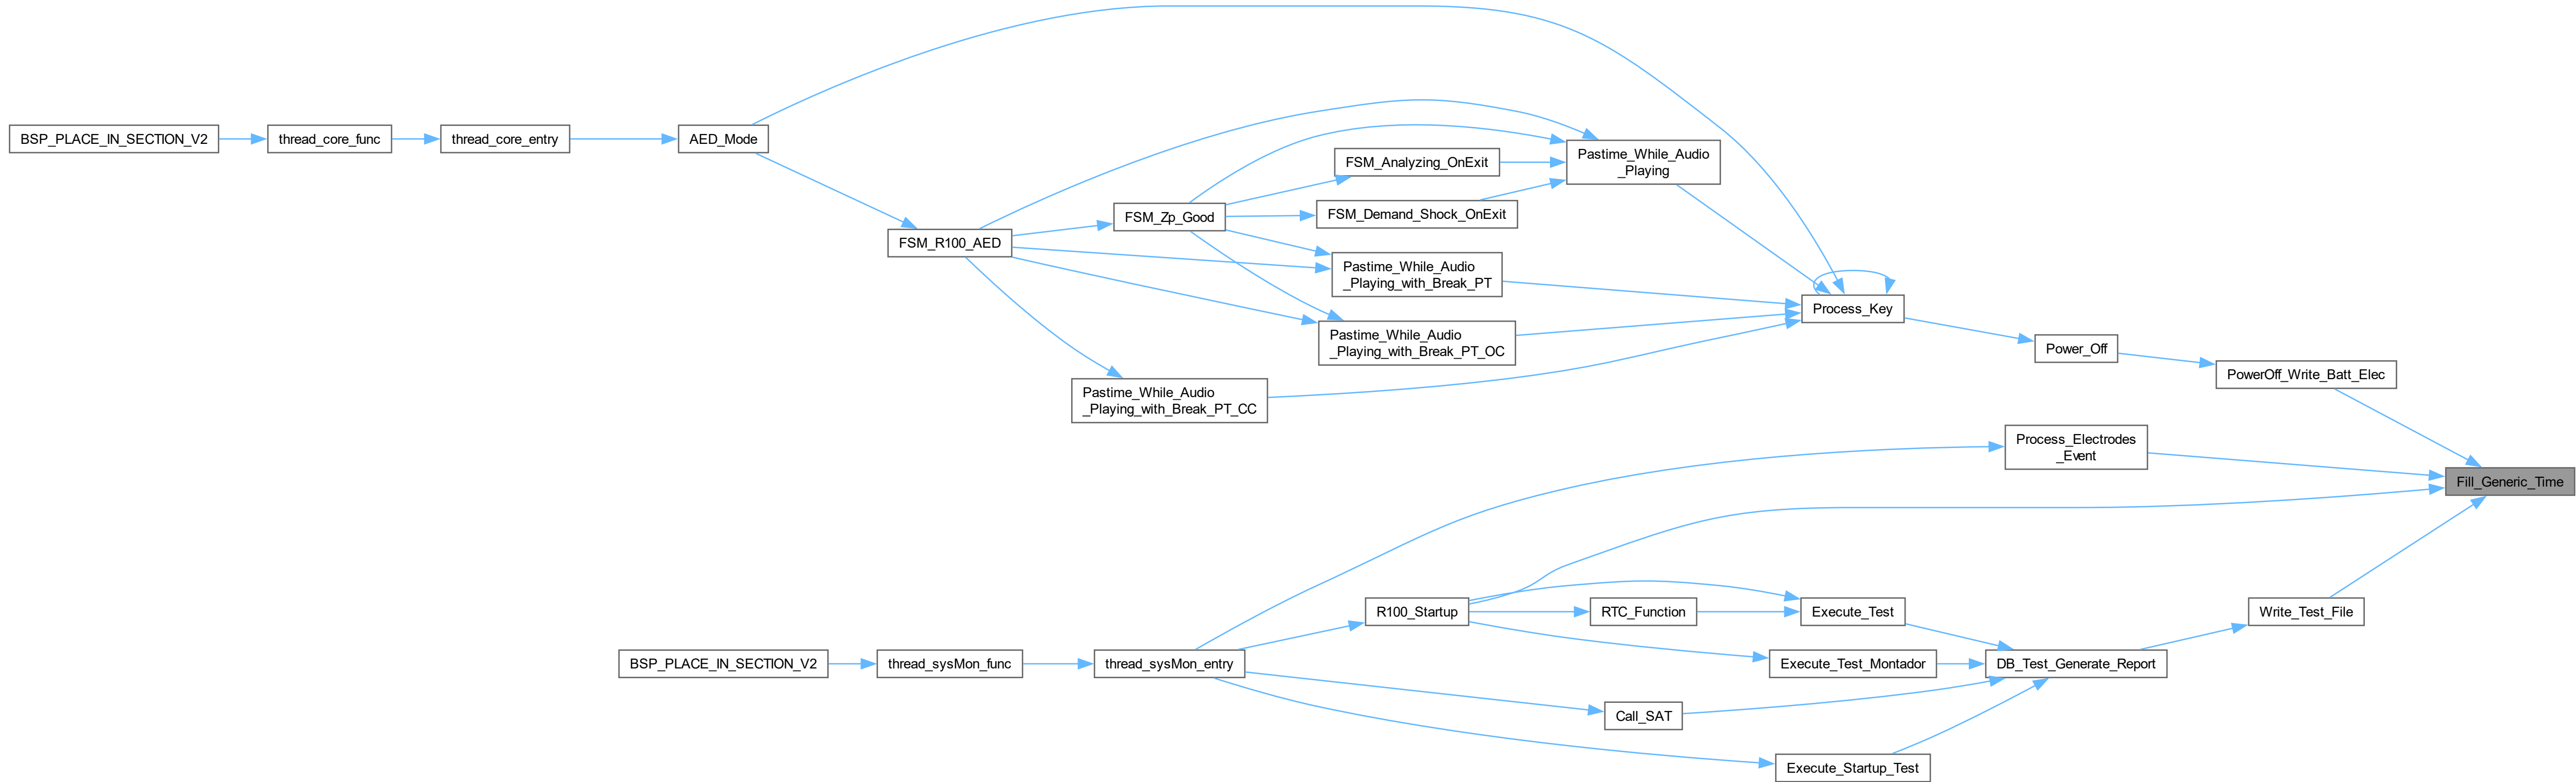 BSP_PLACE_IN_SECTION_V2
thread_core_func
thread_core_entry
AED_Mode
FSM_R100_AED
FSM_Zp_Good
FSM_Analyzing_OnExit
FSM_Demand_Shock_OnExit
Pastime_While_Audio
_Playing
Pastime_While_Audio
_Playing_with_Break_PT
Pastime_While_Audio
_Playing_with_Break_PT_OC
Pastime_While_Audio
_Playing_with_Break_PT_CC
Process_Key
Power_Off
PowerOff_Write_Batt_Elec
Process_Electrodes
_Event
Fill_Generic_Time
R100_Startup
RTC_Function
Execute_Test
Write_Test_File
BSP_PLACE_IN_SECTION_V2
thread_sysMon_func
thread_sysMon_entry
Execute_Test_Montador
DB_Test_Generate_Report
Call_SAT
Execute_Startup_Test